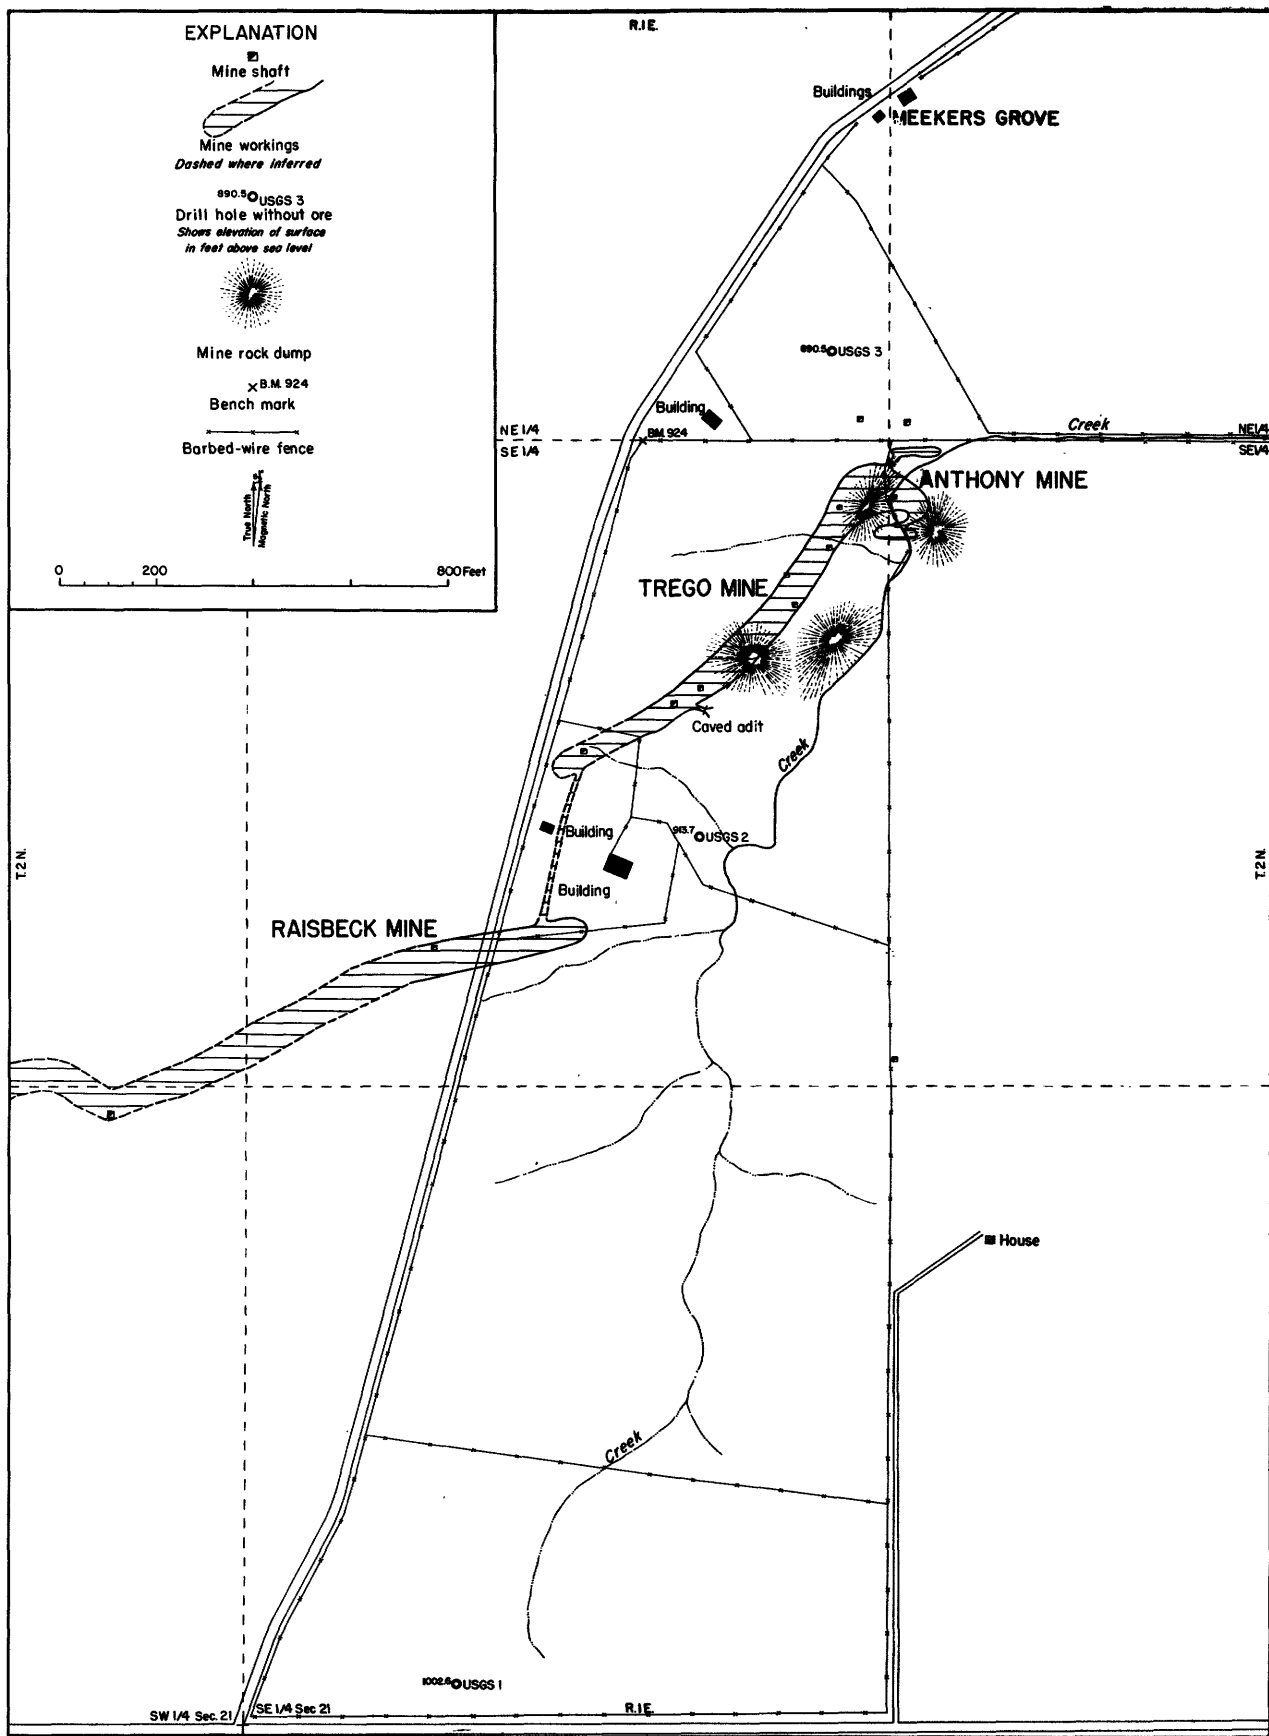 EXPLANATION
Mine shaft
Mine workings
Dashed where inferred
890.5 USGS 3
Drill hole without ore
Shows elevation of surface
in feet above sea level
Mine rock dump
B.M. 924
Bench mark
Barbed-wire fence
True North
Magnetic North
0 200 800 Feet
R.1E.
Buildings
MEEKERS GROVE
890.5 USGS 3
Building
B.M. 924
NE 1/4
SE 1/4
Creek
NE1/4
SE1/4
ANTHONY MINE
TREGO MINE
Caved adit
Creek
913.7 USGS 2
Building
Building
T.2 N.
T.2 N.
RAISBECK MINE
House
Creek
1002.6 USGS 1
SW 1/4 Sec. 21
SE 1/4 Sec 21
R.1E.